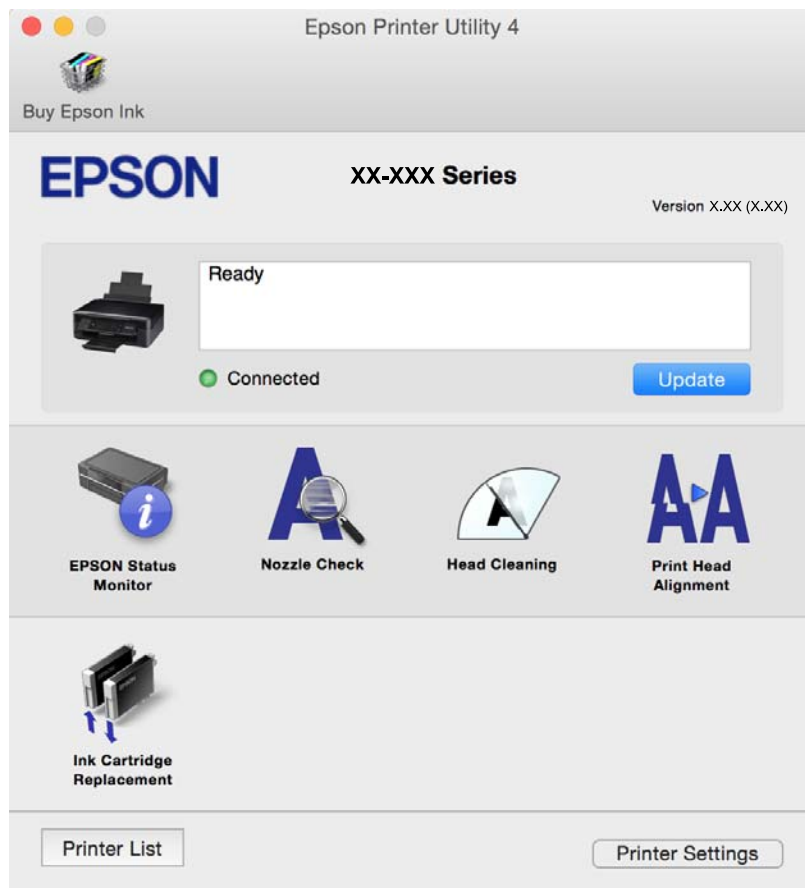 Epson Printer Utility 4
Buy Epson Ink
EPSON
XX-XXX Series
Version X.XX (X.XX)
Ready
Connected
Update
EPSON Status
Monitor
Nozzle Check
Head Cleaning
Print Head
Alignment
Ink Cartridge
Replacement
Printer List
Printer Settings